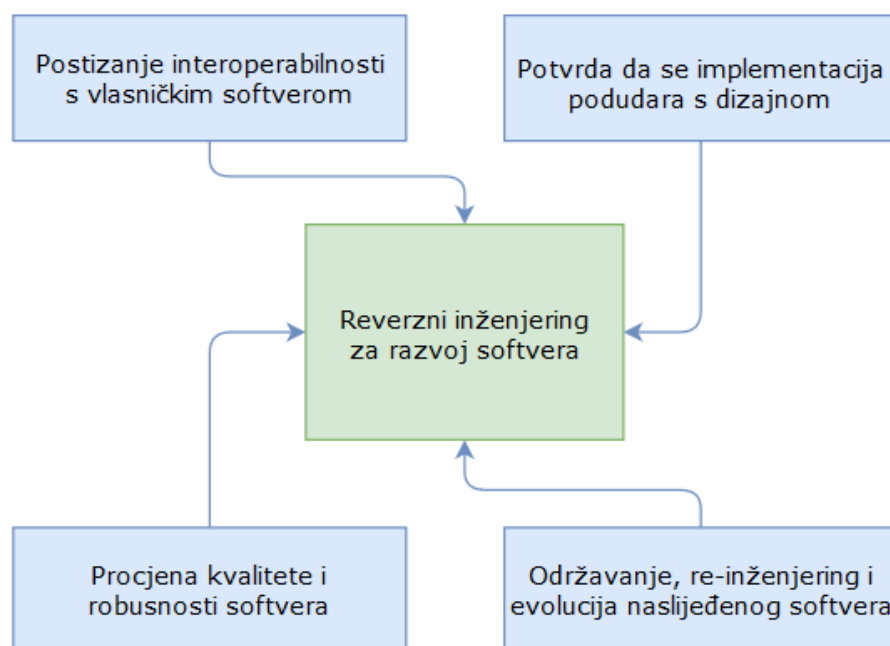 Postizanje interoperabilnosti
s vlasničkim softverom
Potvrda da se implementacija
podudara s dizajnom
Reverzni inženjering
za razvoj softvera
Procjena kvalitete i
robusnosti softvera
Održavanje, re-inženjering i
evolucija naslijeđenog softvera